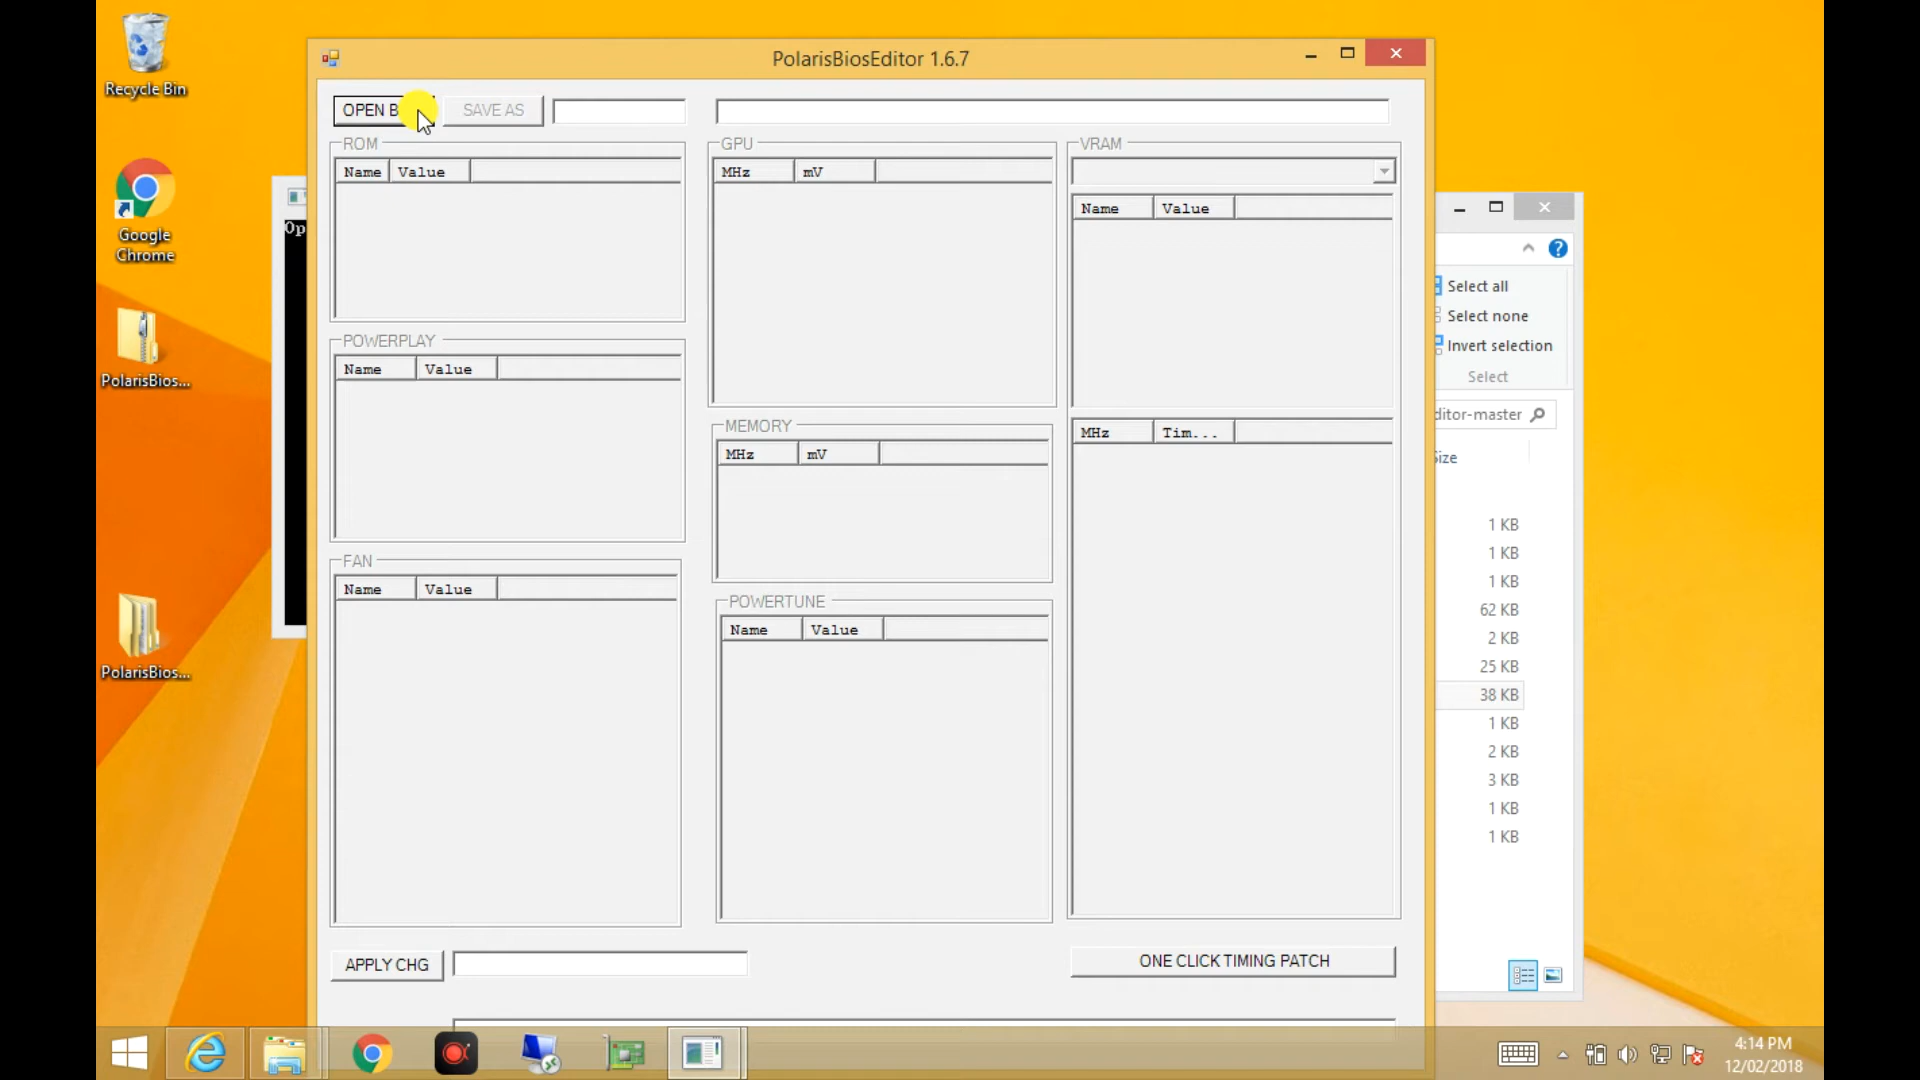 Recycle Bin
Google
Chrome
PolarisBios...
PolarisBios...
Op
PolarisBiosEditor 1.6.7
OPEN B
SAVE AS
ROM
Name Value
POWERPLAY
Name Value
FAN
Name Value
APPLY CHG
GPU
MHz mV
MEMORY
MHz mV
POWERTUNE
Name Value
VRAM
Name Value
MHz Tim...
ONE CLICK TIMING PATCH
Select all
Select none
Invert selection
Select
ditor-master
Size
1 KB
1 KB
1 KB
62 KB
2 KB
25 KB
38 KB
1 KB
2 KB
3 KB
1 KB
1 KB
4:14 PM
12/02/2018